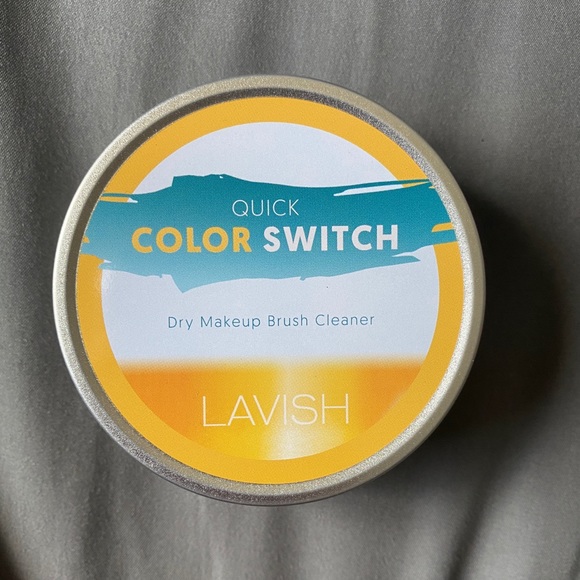 QUICK
COLOR SWITCH
Dry Makeup Brush Cleaner
LAVISH